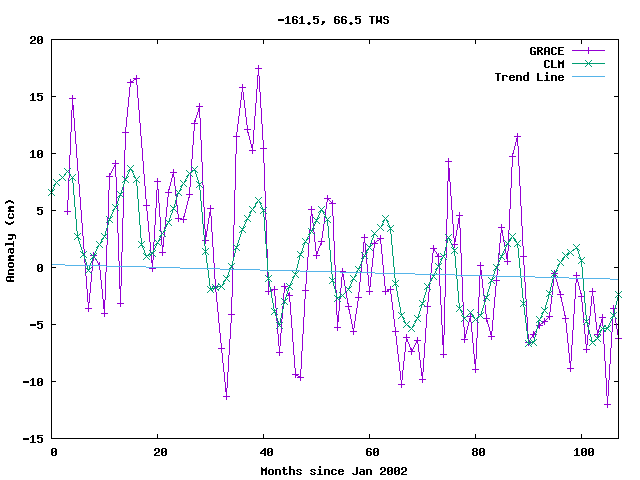 -161.5, 66.5 TWS
GRACE
CLM
Trend Line
20
15
10
5
0
-5
-10
-15
Anomaly (cm)
0 20 40 60 80 100
Months since Jan 2002